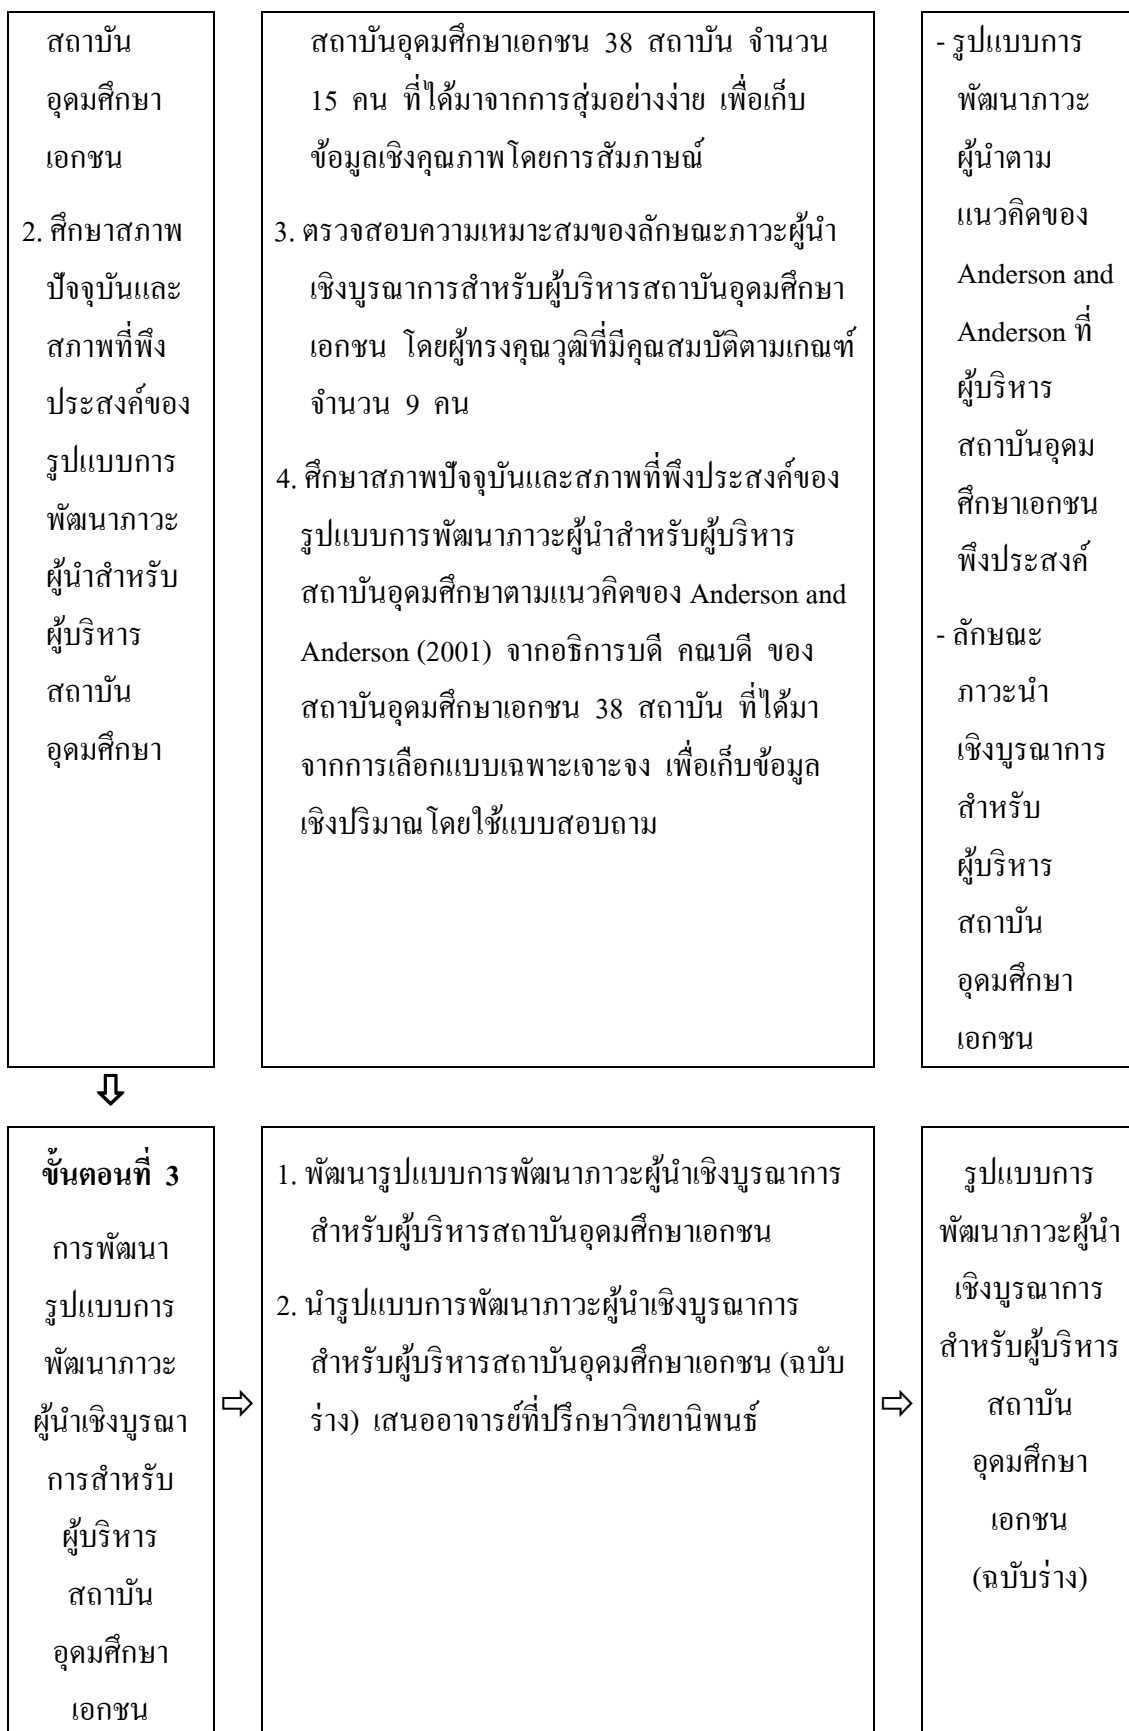 สถาบัน
อุดมศึกษา
เอกชน
2. ศึกษาสภาพ
ปัจจุบันและ
สภาพที่พึง
ประสงค์ของ
รูปแบบการ
พัฒนาภาวะ
ผู้นำสำหรับ
ผู้บริหาร
สถาบัน
อุดมศึกษา
สถาบันอุดมศึกษาเอกชน 38 สถาบัน จำนวน
15 คน ที่ได้มาจากการสุ่มอย่างง่าย เพื่อเก็บ
ข้อมูลเชิงคุณภาพโดยการสัมภาษณ์
3. ตรวจสอบความเหมาะสมของลักษณะภาวะผู้นำ
เชิงบูรณาการสำหรับผู้บริหารสถาบันอุดมศึกษา
เอกชน โดยผู้ทรงคุณวุฒิที่มีคุณสมบัติตามเกณฑ์
จำนวน 9 คน
4. ศึกษาสภาพปัจจุบันและสภาพที่พึงประสงค์ของ
รูปแบบการพัฒนาภาวะผู้นำสำหรับผู้บริหาร
สถาบันอุดมศึกษาตามแนวคิดของ Anderson and
Anderson (2001) จากอธิการบดี คณบดี ของ
สถาบันอุดมศึกษาเอกชน 38 สถาบัน ที่ได้มา
จากการเลือกแบบเฉพาะเจาะจง เพื่อเก็บข้อมูล
เชิงปริมาณโดยใช้แบบสอบถาม
- รูปแบบการ
พัฒนาภาวะ
ผู้นำตาม
แนวคิดของ
Anderson and
Anderson ที่
ผู้บริหาร
สถาบันอุดม
ศึกษาเอกชน
พึงประสงค์
- ลักษณะ
ภาวะนำ
เชิงบูรณาการ
สำหรับ
ผู้บริหาร
สถาบัน
อุดมศึกษา
เอกชน
ขั้นตอนที่ 3
การพัฒนา
รูปแบบการ
พัฒนาภาวะ
ผู้นำเชิงบูรณา
การสำหรับ
ผู้บริหาร
สถาบัน
อุดมศึกษา
เอกชน
1. พัฒนารูปแบบการพัฒนาภาวะผู้นำเชิงบูรณาการ
สำหรับผู้บริหารสถาบันอุดมศึกษาเอกชน
2. นำรูปแบบการพัฒนาภาวะผู้นำเชิงบูรณาการ
สำหรับผู้บริหารสถาบันอุดมศึกษาเอกชน (ฉบับ
ร่าง) เสนออาจารย์ที่ปรึกษาวิทยานิพนธ์
รูปแบบการ
พัฒนาภาวะผู้นำ
เชิงบูรณาการ
สำหรับผู้บริหาร
สถาบัน
อุดมศึกษา
เอกชน
(ฉบับร่าง)